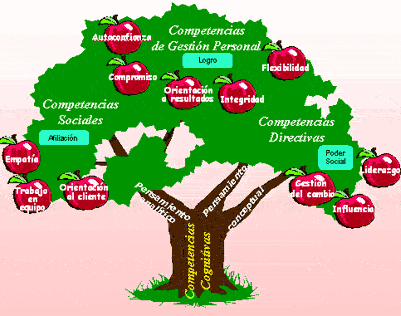 Competencias
de Gestión Personal
Logro
Autoconfianza
Compromiso
Orientación
a resultados
Integridad
Flexibilidad
Competencias
Sociales
Afiliación
Empatía
Trabajo
en
equipo
Orientación
al cliente
Competencias
Directivas
Poder
Social
Liderazgo
Gestión
del cambio
Influencia
Pensamiento
Pensamiento
conceptual
Competencias
Cognitivas